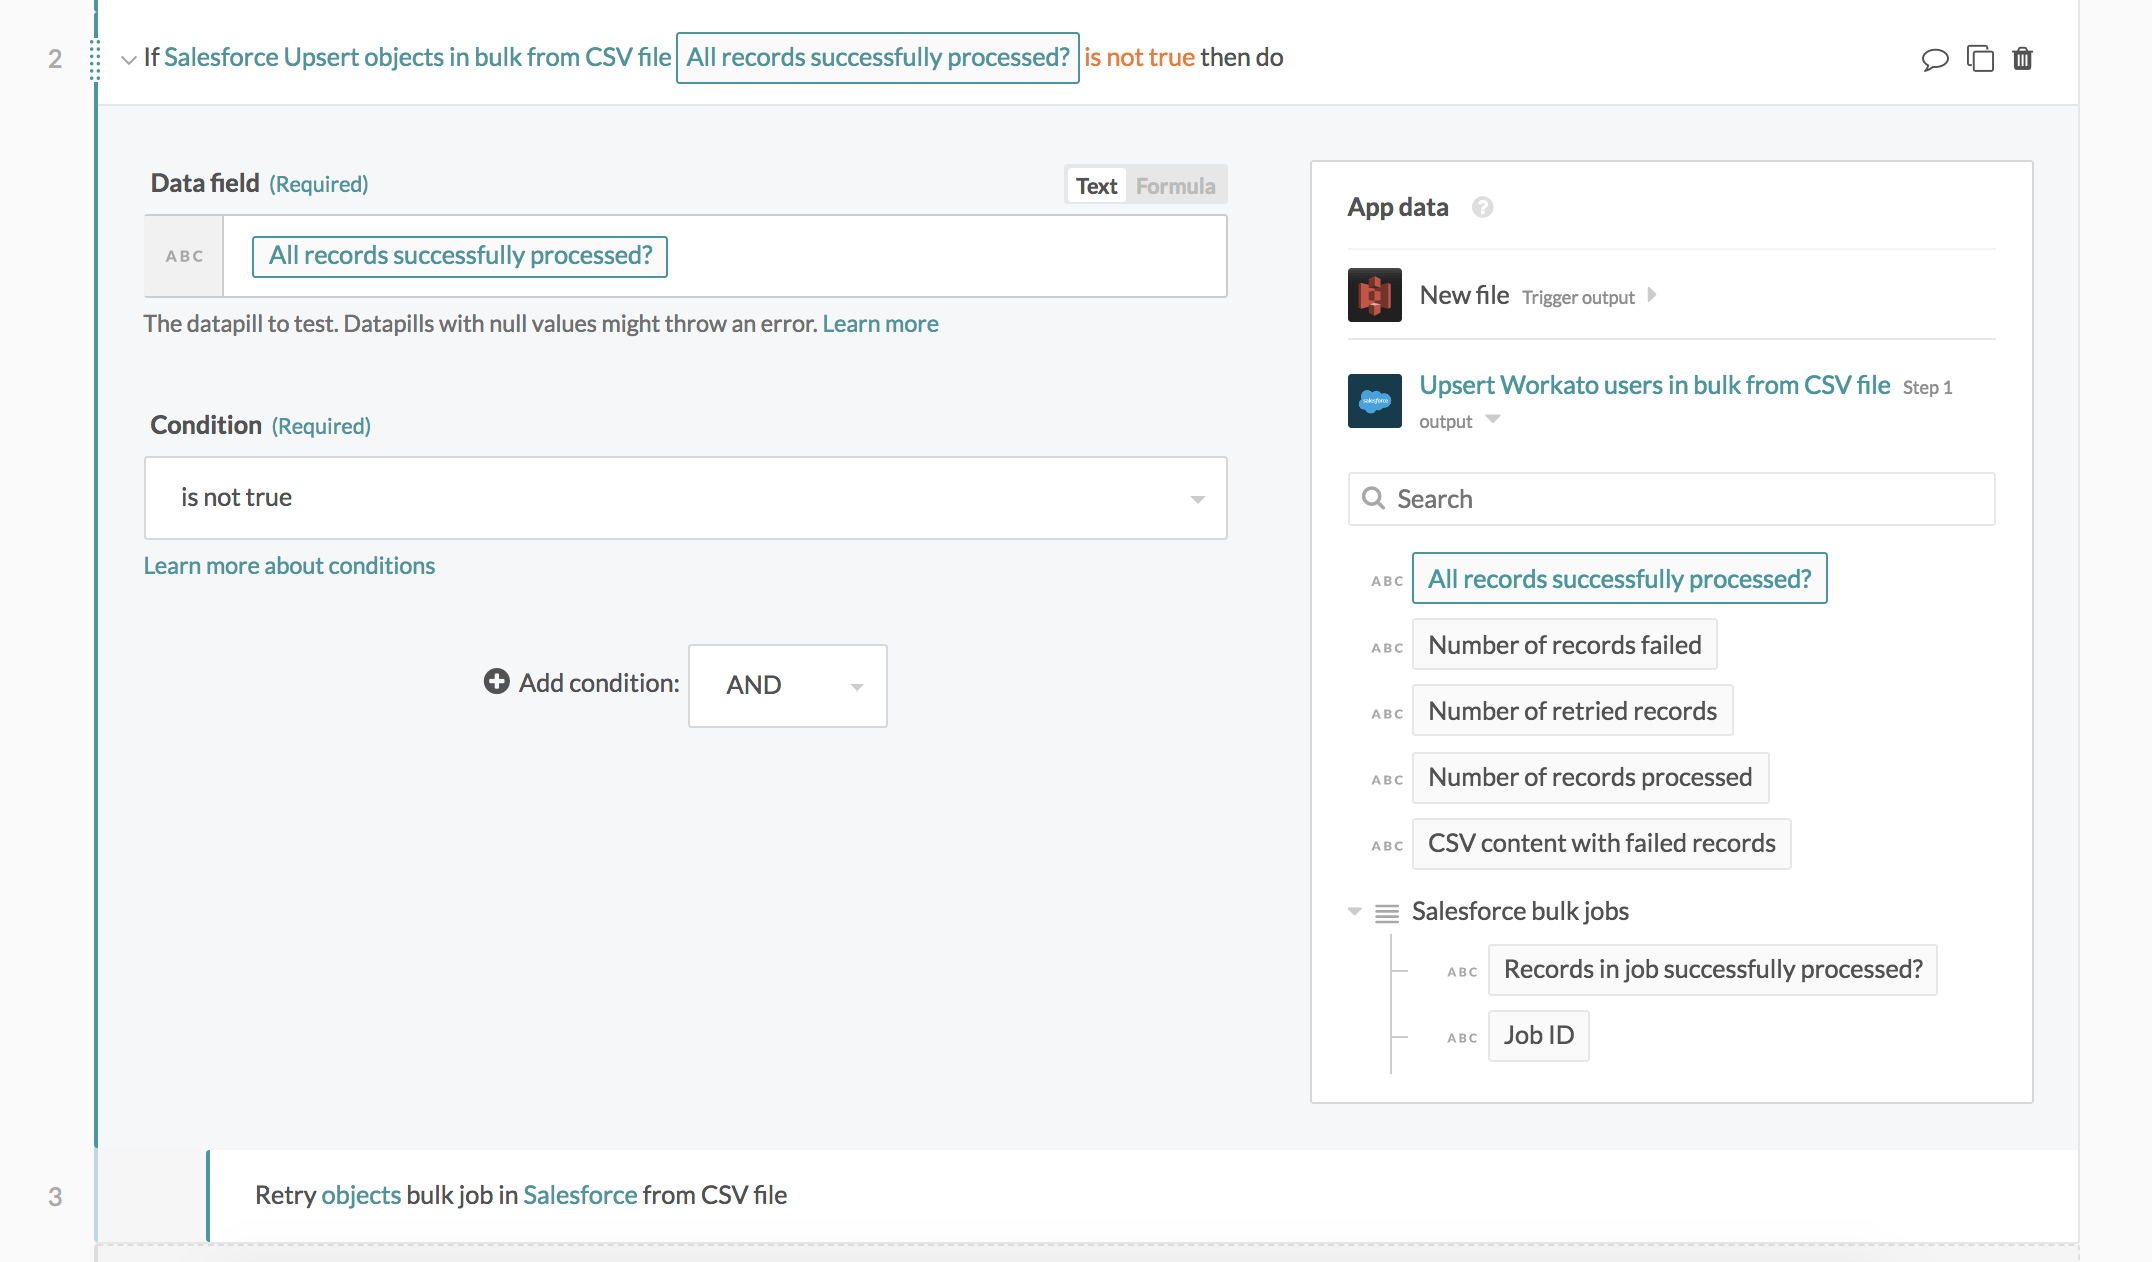 2
If Salesforce Upsert objects in bulk from CSV file All records successfully processed? is not true then do
Data field (Required)
Text Formula
ABC All records successfully processed?
The datapill to test. Datapills with null values might throw an error. Learn more
Condition (Required)
is not true
Learn more about conditions
Add condition: AND
App data ?
New file Trigger output
Upsert Workato users in bulk from CSV file Step 1
output
salesforce
Search
ABC All records successfully processed?
ABC Number of records failed
ABC Number of retried records
ABC Number of records processed
ABC CSV content with failed records
Salesforce bulk jobs
ABC Records in job successfully processed?
ABC Job ID
3
Retry objects bulk job in Salesforce from CSV file